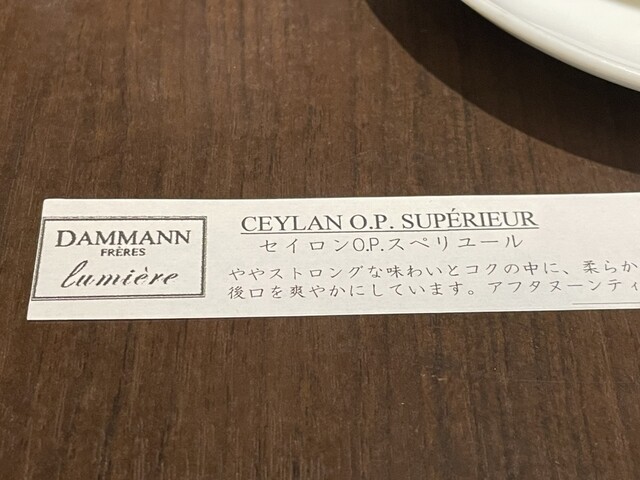 DAMMANN
FRÈRES
lumière
CEYLAN O.P. SUPÉRIEUR
セイロンO.P.スペリユール
ややストロングな味わいとコクの中に、柔らか
後口を爽やかにしています。アフタヌーンティ